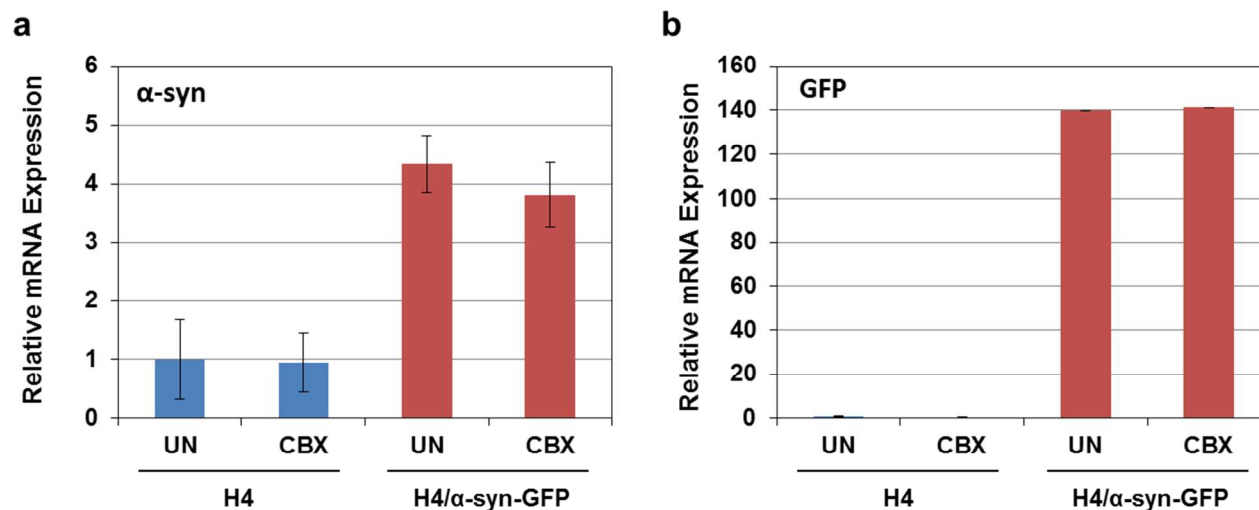 a
α-syn
Relative mRNA Expression
6
5
4
3
2
1
0
UN CBX UN CBX
H4 H4/α-syn-GFP
b
GFP
Relative mRNA Expression
160
140
120
100
80
60
40
20
0
UN CBX UN CBX
H4 H4/α-syn-GFP